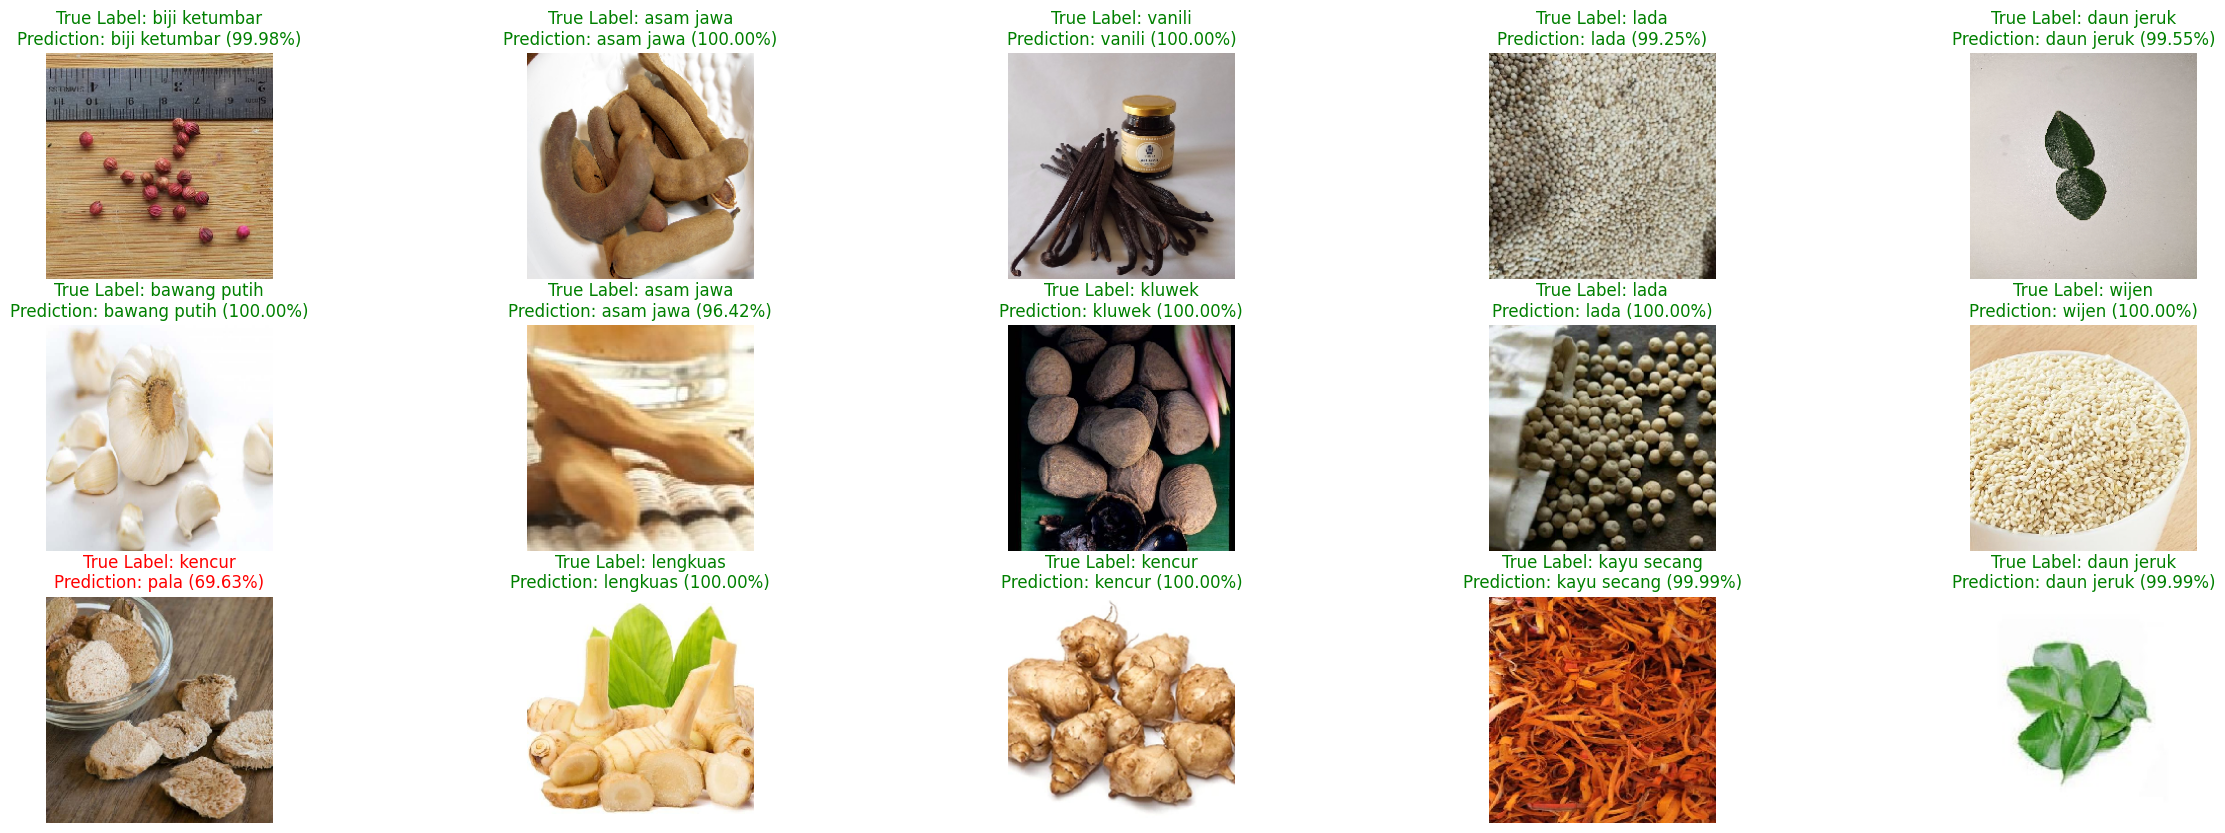 True Label: biji ketumbar
Prediction: biji ketumbar (99.98%)
True Label: asam jawa
Prediction: asam jawa (100.00%)
True Label: vanili
Prediction: vanili (100.00%)
True Label: lada
Prediction: lada (99.25%)
True Label: daun jeruk
Prediction: daun jeruk (99.55%)
True Label: bawang putih
Prediction: bawang putih (100.00%)
True Label: asam jawa
Prediction: asam jawa (96.42%)
True Label: kluwek
Prediction: kluwek (100.00%)
True Label: lada
Prediction: lada (100.00%)
True Label: wijen
Prediction: wijen (100.00%)
True Label: kencur
Prediction: pala (69.63%)
True Label: lengkuas
Prediction: lengkuas (100.00%)
True Label: kencur
Prediction: kencur (100.00%)
True Label: kayu secang
Prediction: kayu secang (99.99%)
True Label: daun jeruk
Prediction: daun jeruk (99.99%)